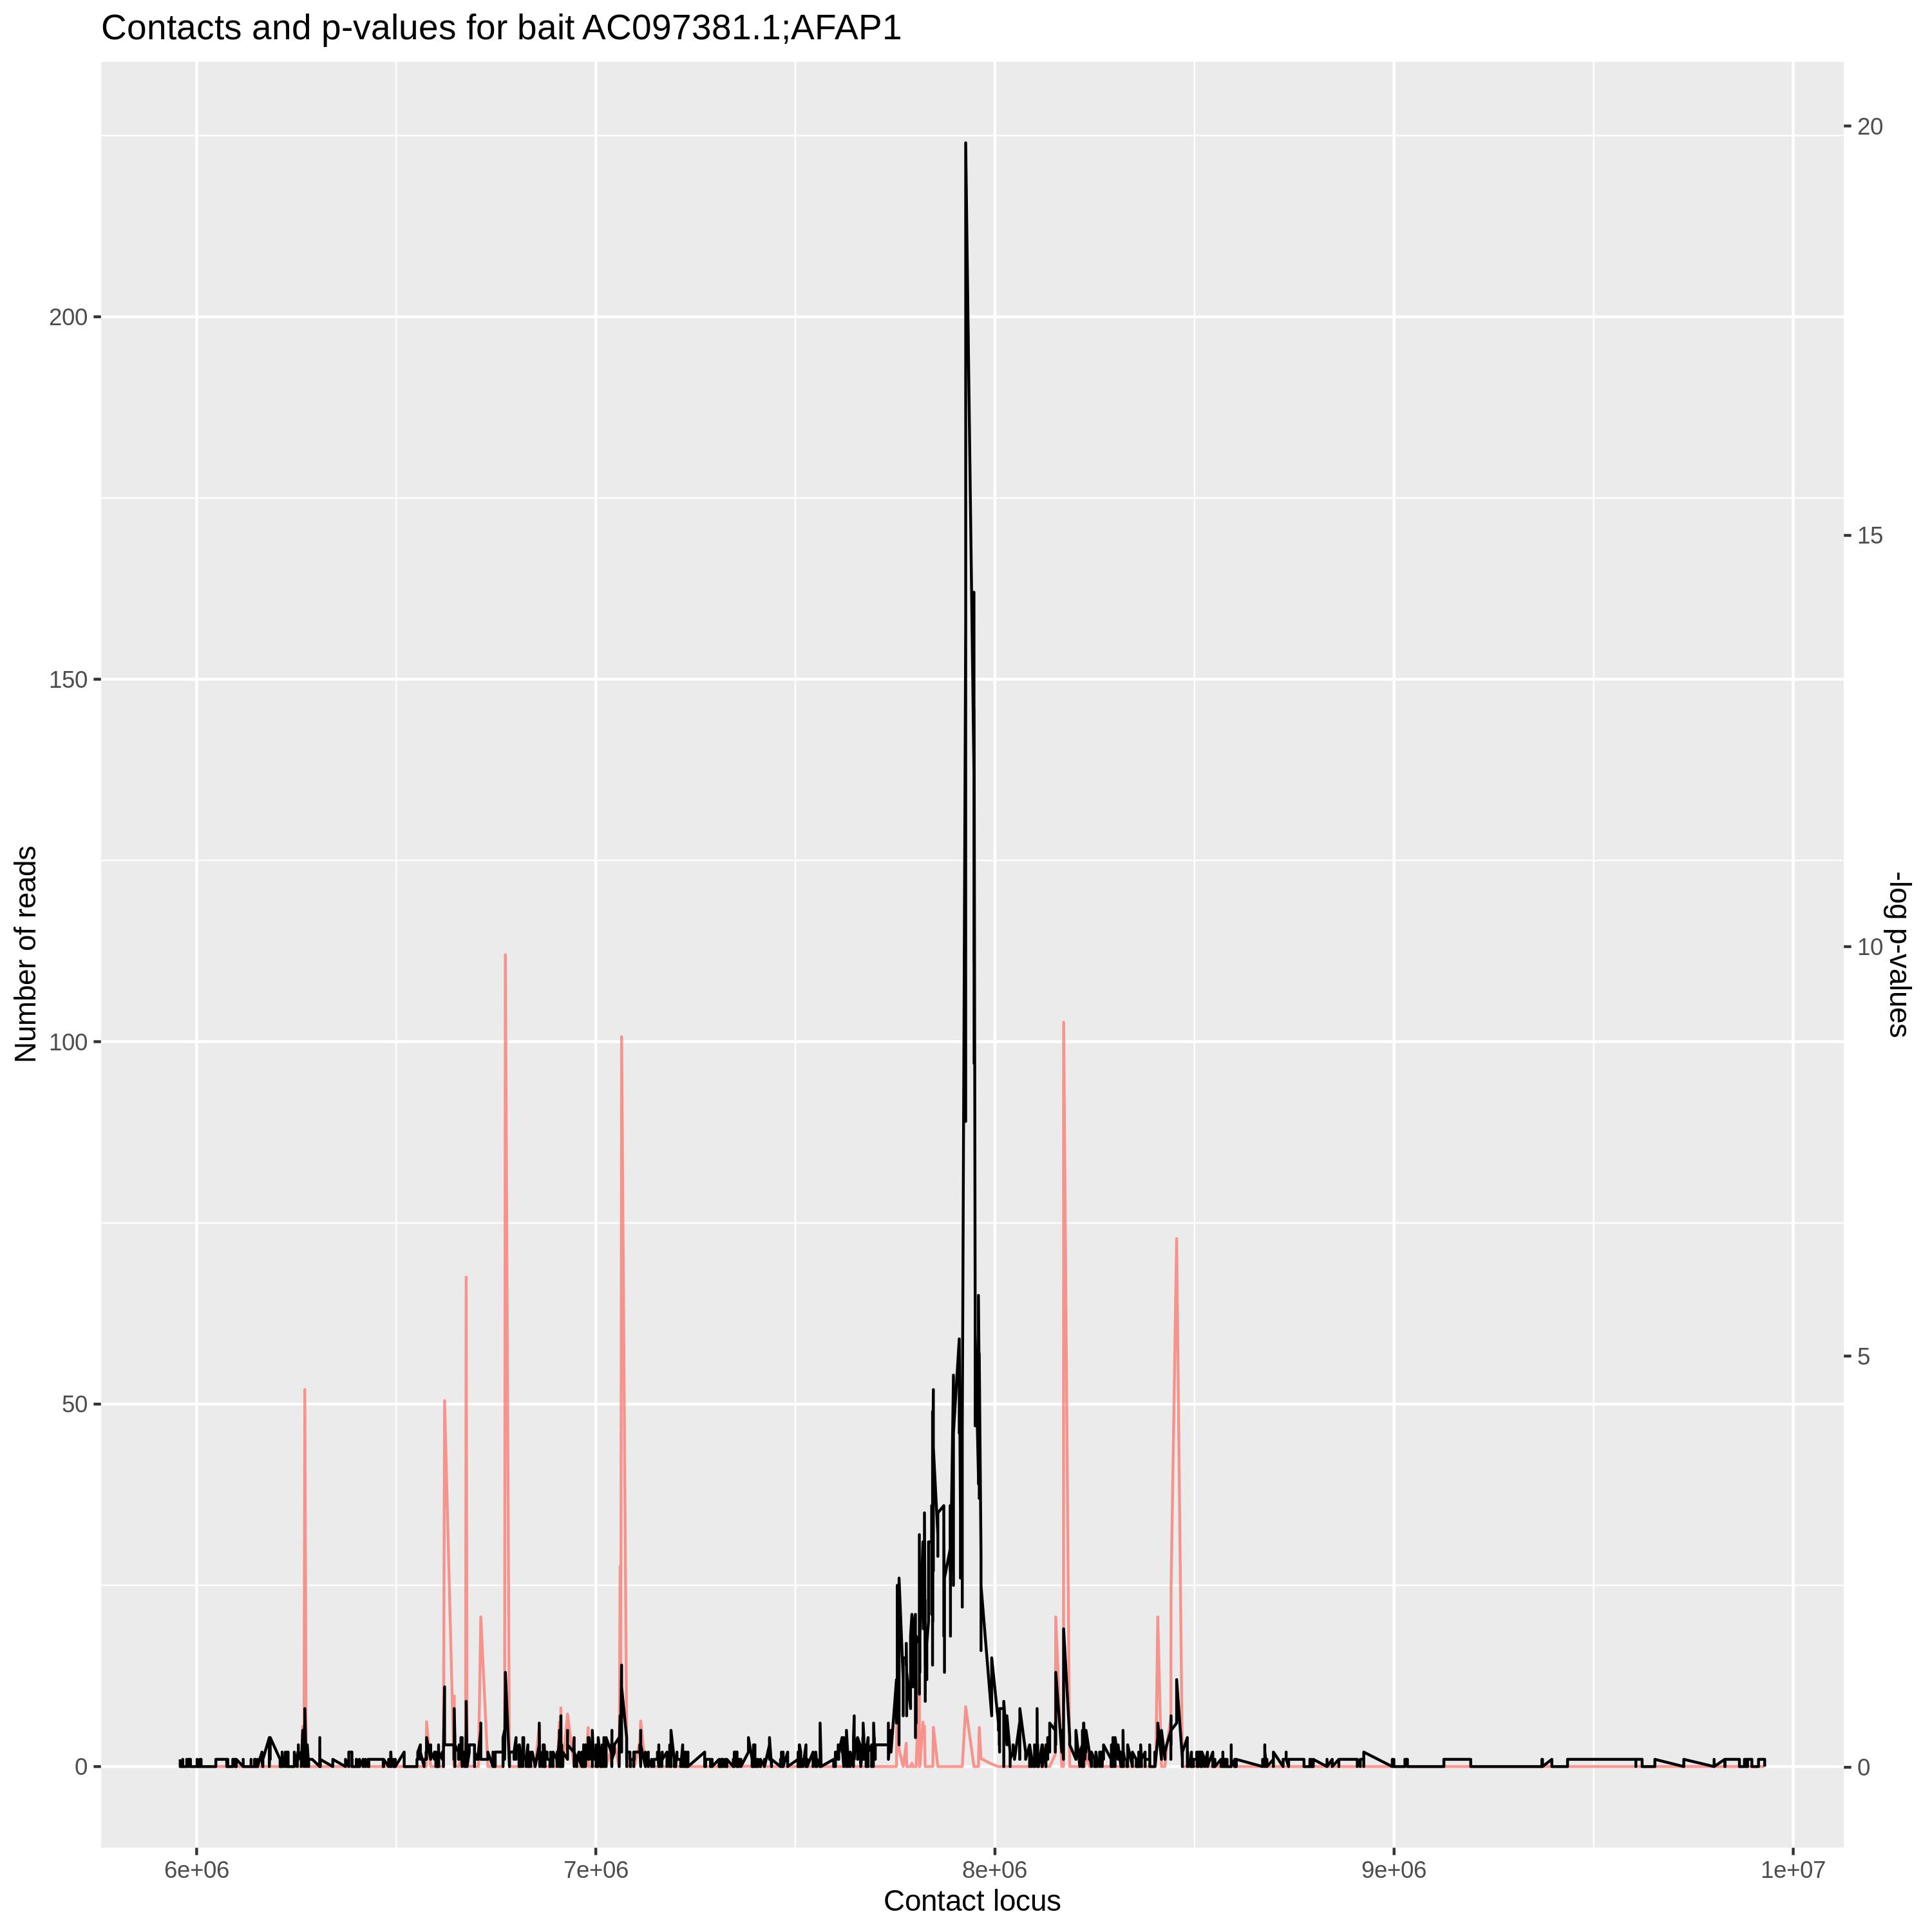 Contacts and p-values for bait AC097381.1;AFAP1
Number of reads
200
150
100
50
0
20
15
10
5
0
-log p-values
6e+06 7e+06 8e+06 9e+06 1e+07
Contact locus